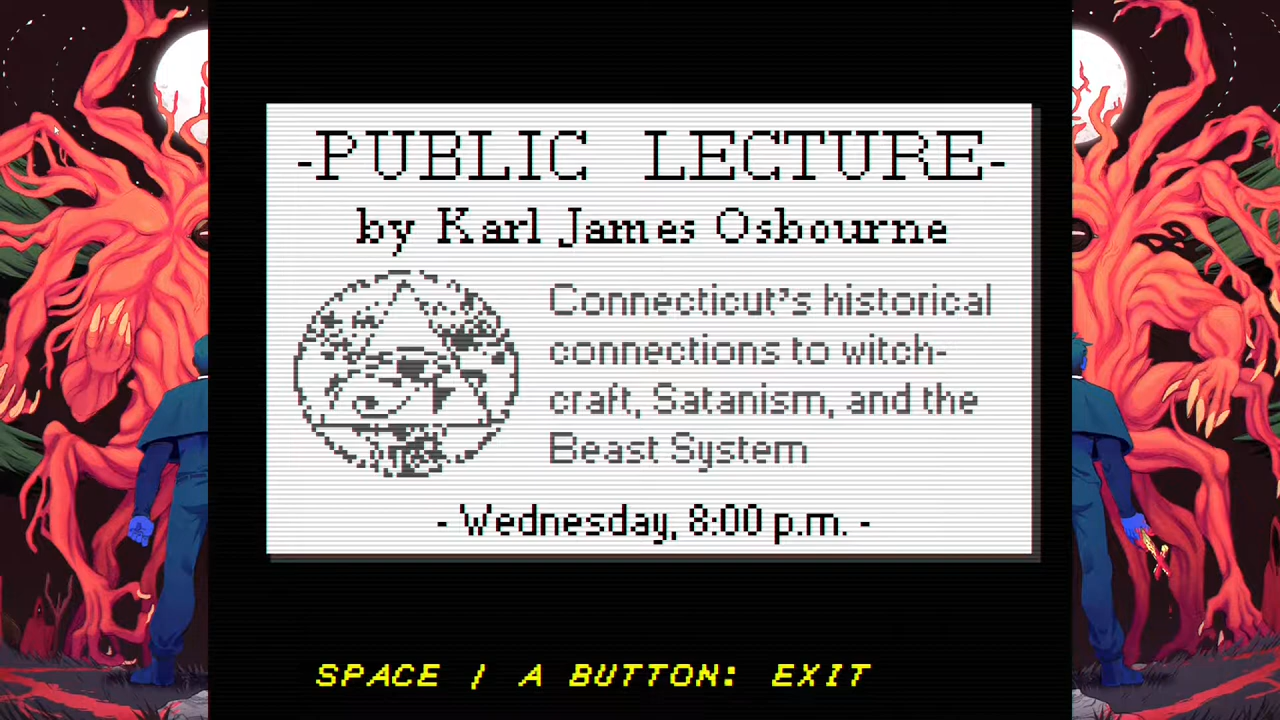 -PUBLIC LECTURE-
by Karl James Osbourne
Connecticut's historical
connections to witch-
craft, Satanism, and the
Beast System
- Wednesday, 8:00 p.m. -
SPACE / A BUTTON: EXIT